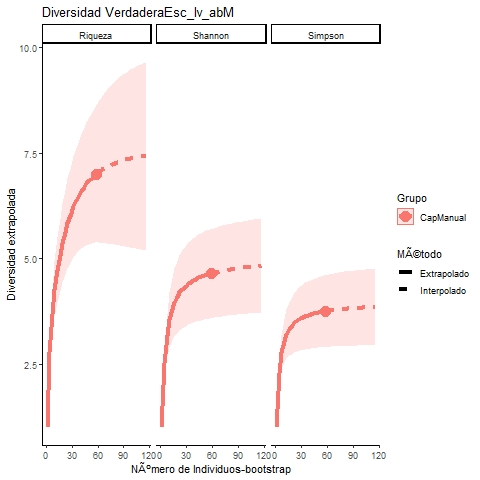 Diversidad VerdaderaEsc_lv_abM
Riqueza
Shannon
Simpson
10.0
7.5
5.0
2.5
Diversidad extrapolada
0 30 60 90 120
0 30 60 90 120
0 30 60 90 120
NÃºmero de Individuos-bootstrap
Grupo
CapManual
MÃ©todo
Extrapolado
Interpolado